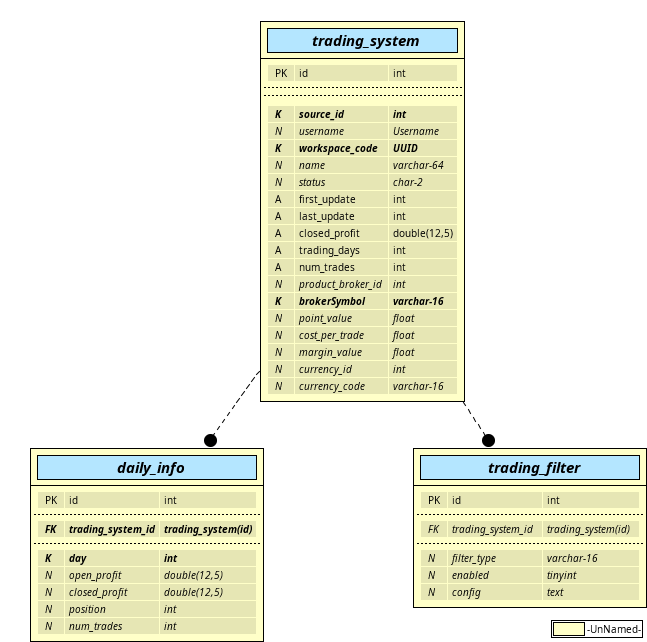 trading_system
PK id int
K source_id int
N username Username
K workspace_code UUID
N name varchar-64
N status char-2
A first_update int
A last_update int
A closed_profit double(12,5)
A trading_days int
A num_trades int
N product_broker_id int
K brokerSymbol varchar-16
N point_value float
N cost_per_trade float
N margin_value float
N currency_id int
N currency_code varchar-16
daily_info
PK id int
FK trading_system_id trading_system(id)
K day int
N open_profit double(12,5)
N closed_profit double(12,5)
N position int
N num_trades int
trading_filter
PK id int
FK trading_system_id trading_system(id)
N filter_type varchar-16
N enabled tinyint
N config text
-UnNamed-